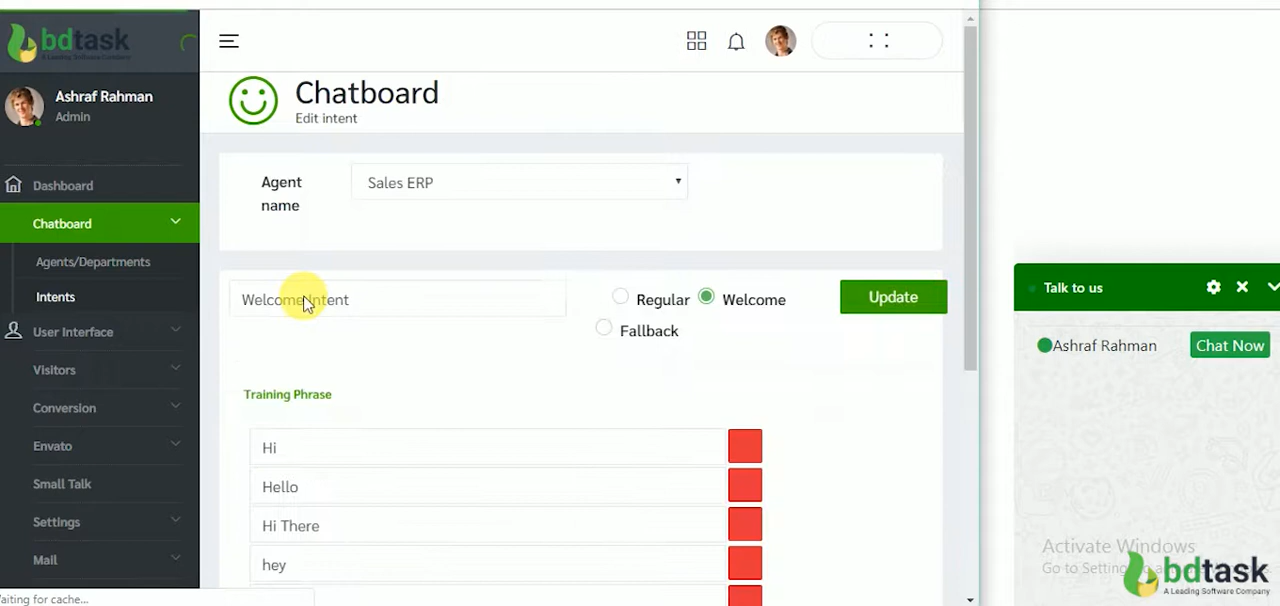 bdtask
A Leading Software Company
Ashraf Rahman
Admin
Dashboard
Chatboard
Agents/Departments
Intents
User Interface
Visitors
Conversion
Envato
Small Talk
Settings
Mail
aiting for cache...
Chatboard
Edit intent
Agent
name
Sales ERP
Welcome Intent
Regular
Welcome
Fallback
Update
Training Phrase
Hi
Hello
Hi There
hey
Talk to us
Ashraf Rahman
Chat Now
Activate Windows
Go to Setting
bdtask
A Leading Software Company